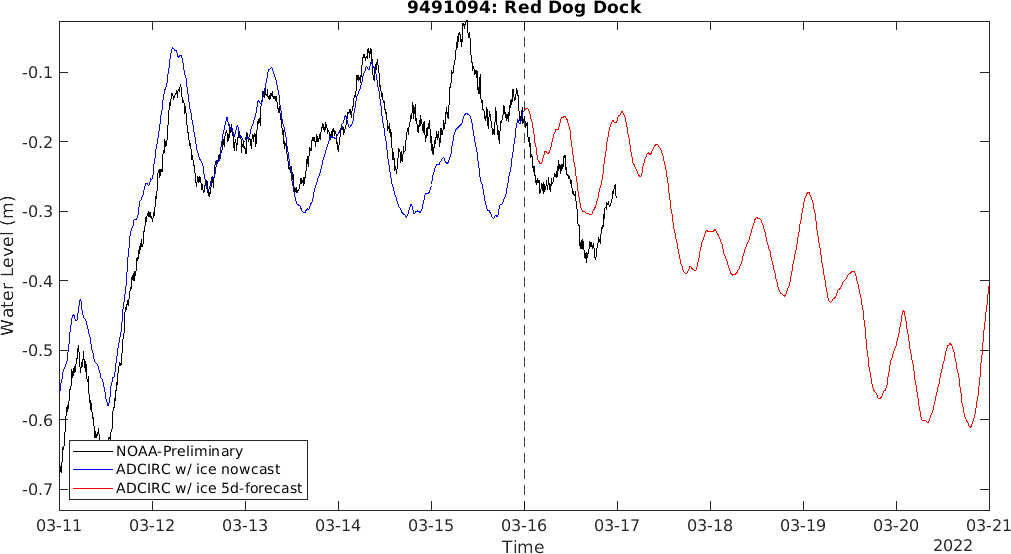 9491094: Red Dog Dock
Water Level (m)
-0.1
-0.2
-0.3
-0.4
-0.5
-0.6
-0.7
NOAA-Preliminary
ADCIRC w/ ice nowcast
ADCIRC w/ ice 5d-forecast
03-11 03-12 03-13 03-14 03-15 03-16 03-17 03-18 03-19 03-20 03-21
Time
2022